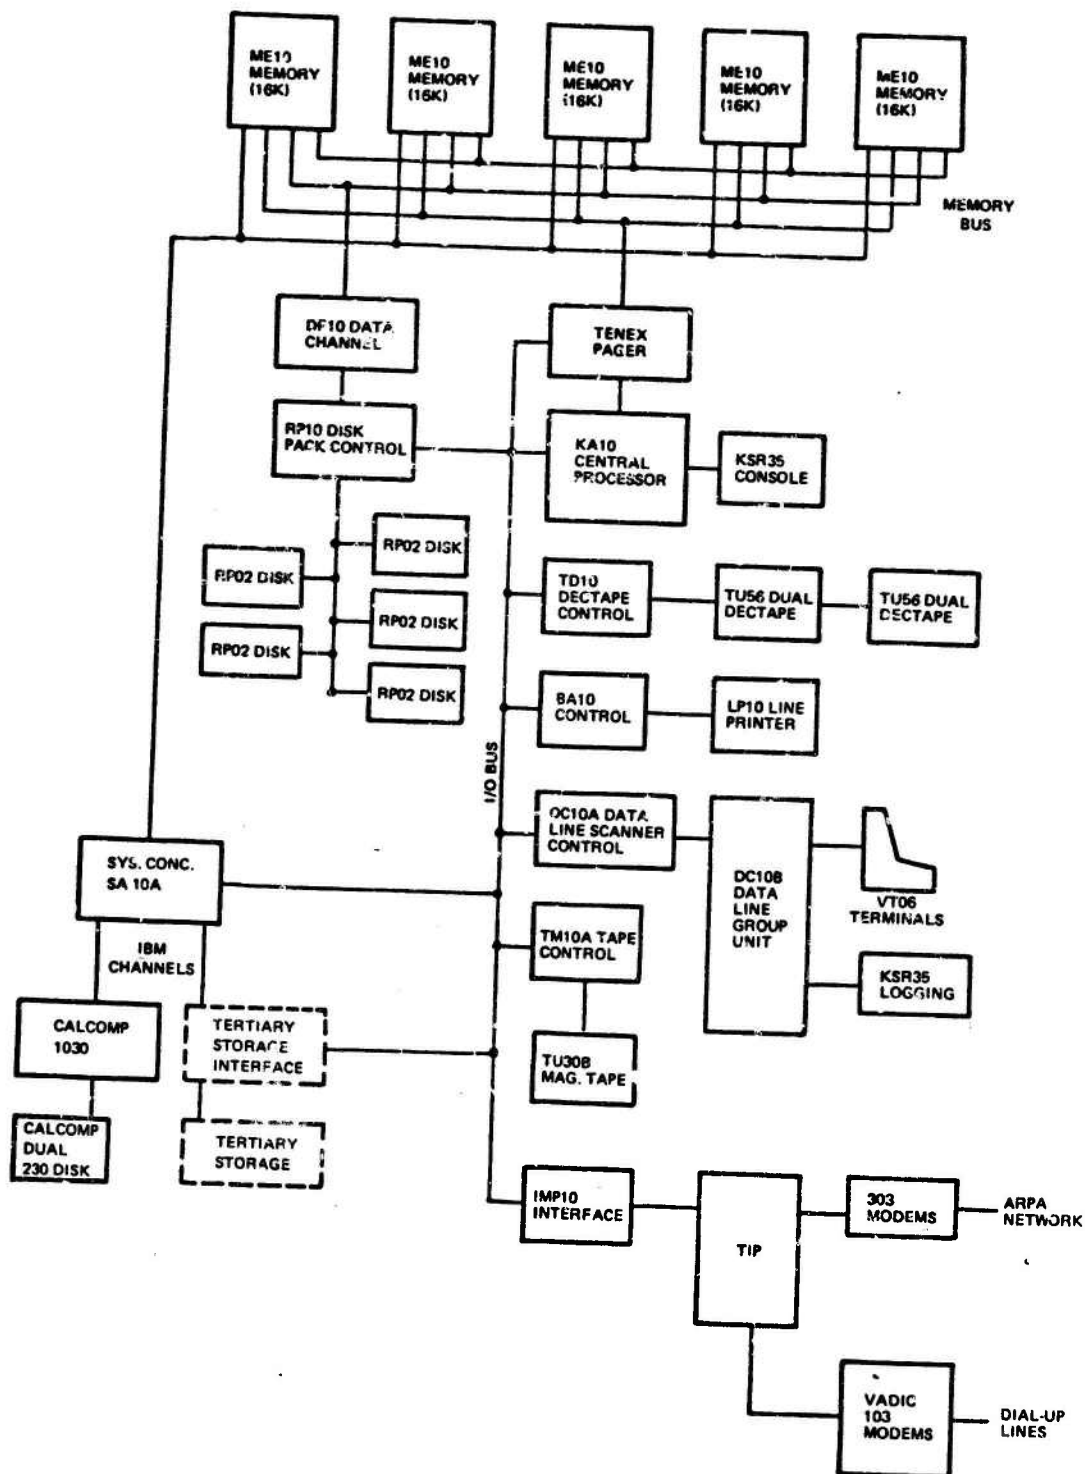 ME10
MEMORY
(16K)
ME10
MEMORY
(16K)
ME10
MEMORY
(16K)
ME10
MEMORY
(16K)
ME10
MEMORY
(16K)
MEMORY
BUS
DF10 DATA
CHANNEL
TENEX
PAGER
RP10 DISK
PACK CONTROL
KA10
CENTRAL
PROCESSOR
KSR35
CONSOLE
RP02 DISK
RP02 DISK
RP02 DISK
RP02 DISK
RP02 DISK
TD10
DECTAPE
CONTROL
TU56 DUAL
DECTAPE
TU56 DUAL
DECTAPE
BA10
CONTROL
LP10 LINE
PRINTER
I/O BUS
DC10A DATA
LINE SCANNER
CONTROL
DC10B
DATA
LINE
GROUP
UNIT
VT06
TERMINALS
SYS. CONC.
SA 10A
IBM
CHANNELS
TM10A TAPE
CONTROL
KSR35
LOGGING
CALCOMP
1030
TERTIARY
STORAGE
INTERFACE
TU30B
MAG. TAPE
CALCOMP
DUAL
230 DISK
TERTIARY
STORAGE
IMP10
INTERFACE
TIP
303
MODEMS
ARPA
NETWORK
VADIC
103
MODEMS
DIAL-UP
LINES